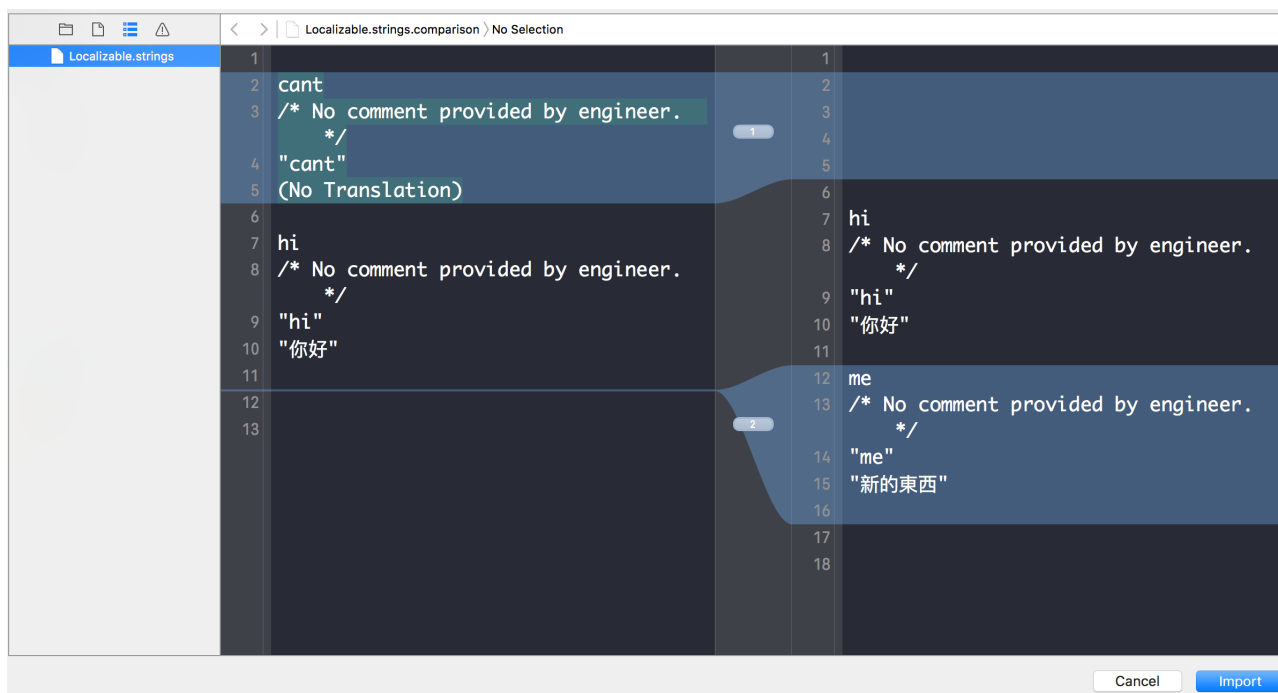 Localizable.strings.comparison 〉No Selection
Localizable.strings
1
2 cant
3 /* No comment provided by engineer.
*/
4 "cant"
5 (No Translation)
6
7 hi
8 /* No comment provided by engineer.
*/
9 "hi"
10 "你好"
11
12
13
1
2
1
2
3
4
5
6
7 hi
8 /* No comment provided by engineer.
*/
9 "hi"
10 "你好"
11
12 me
13 /* No comment provided by engineer.
*/
14 "me"
15 "新的東西"
16
17
18
Cancel
Import